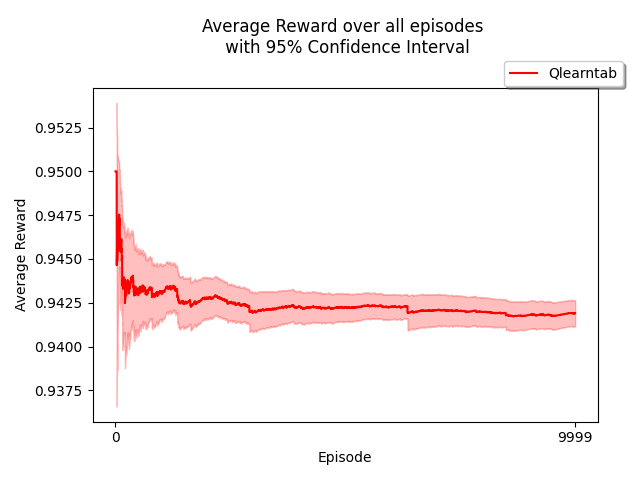 Average Reward over all episodes
with 95% Confidence Interval
Qlearntab
0.9525
0.9500
0.9475
0.9450
0.9425
0.9400
0.9375
Average Reward
0
9999
Episode